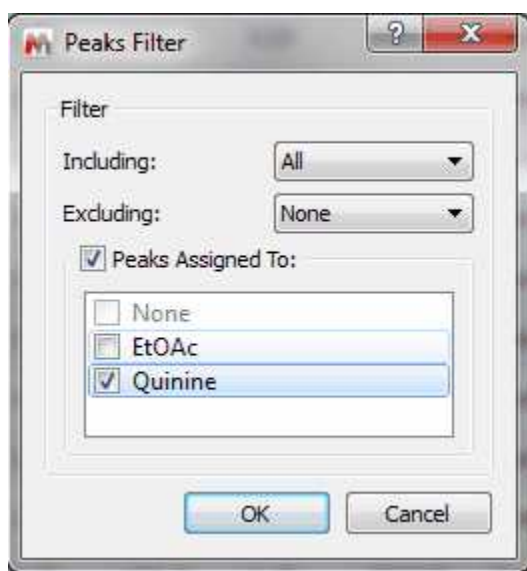 Peaks Filter
Filter
Including: All
Excluding: None
Peaks Assigned To:
None
EtOAc
Quinine
OK Cancel